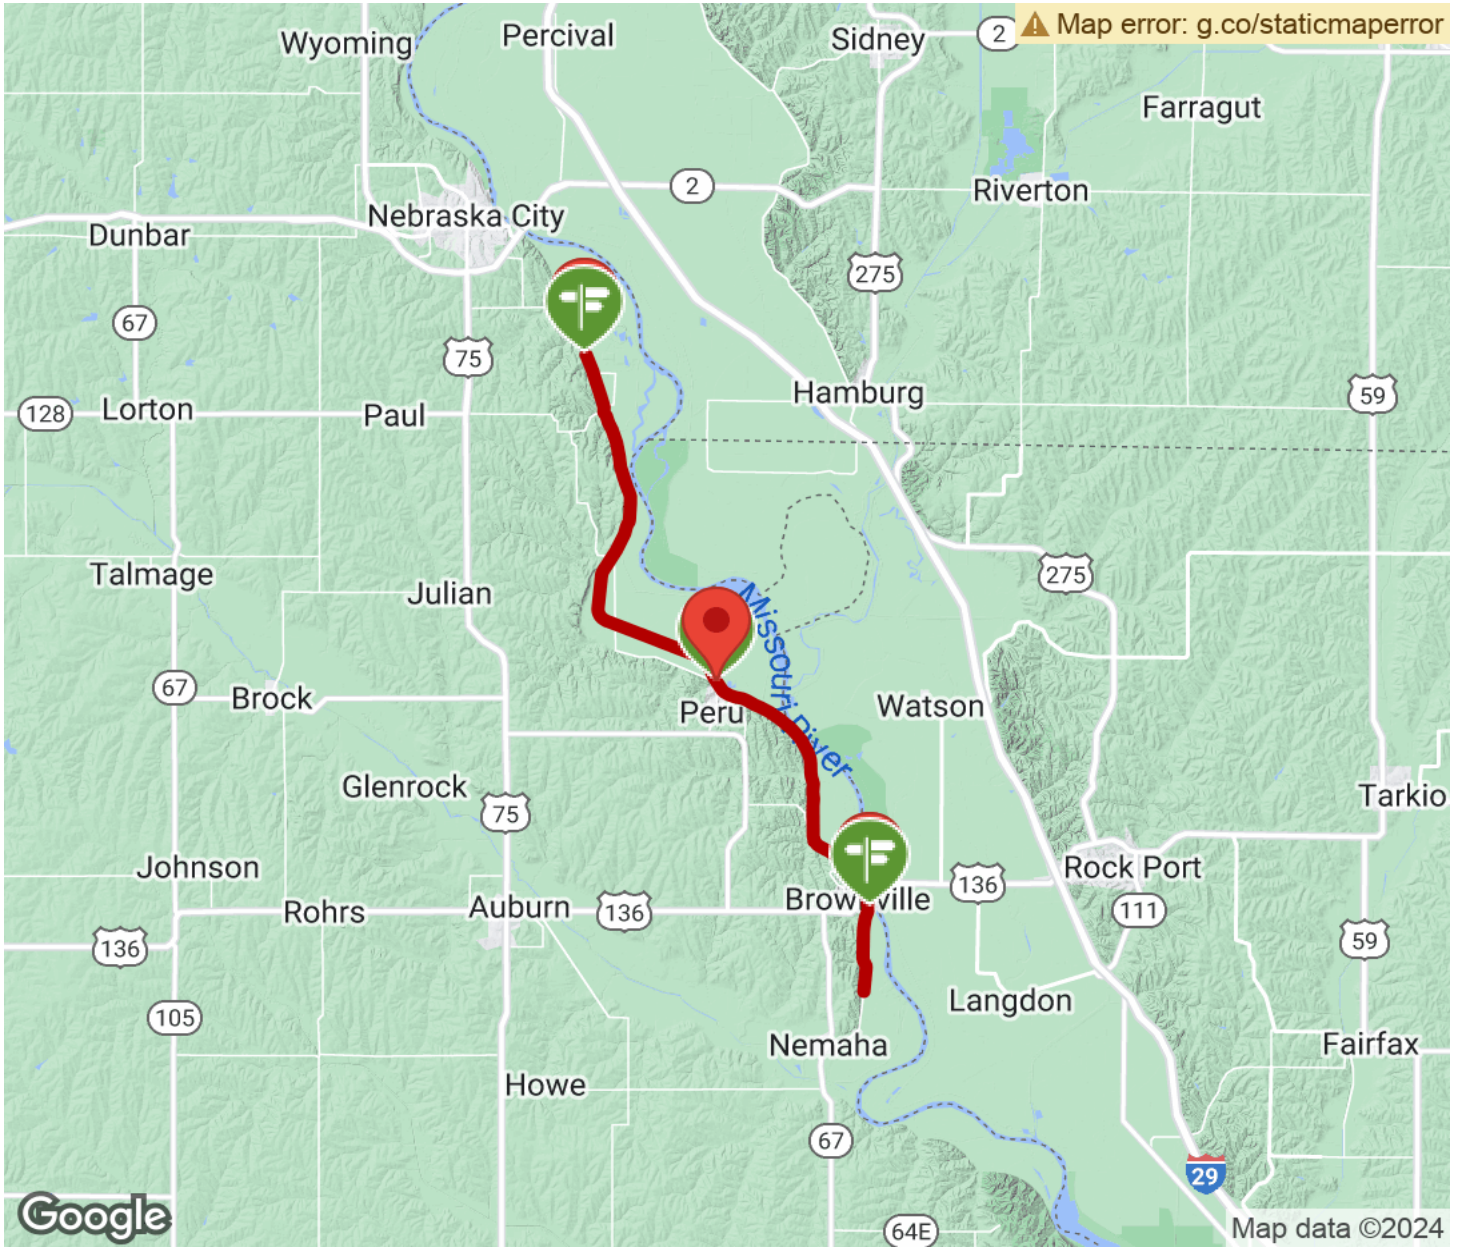 Wyoming
Percival
Sidney
2
Map error: g.co/staticmaperror
Farragut
2
Riverton
Nebraska City
Dunbar
275
67
75
Hamburg
59
128
Lorton
Paul
Talmage
Julian
275
Missouri River
67
Brock
Peru
Watson
Glenrock
75
Tarkio
Johnson
Rock Port
136
Brownville
Rohrs
Auburn
136
111
136
59
105
Langdon
Nemaha
Fairfax
Howe
67
29
64E
Google
Map data ©2024